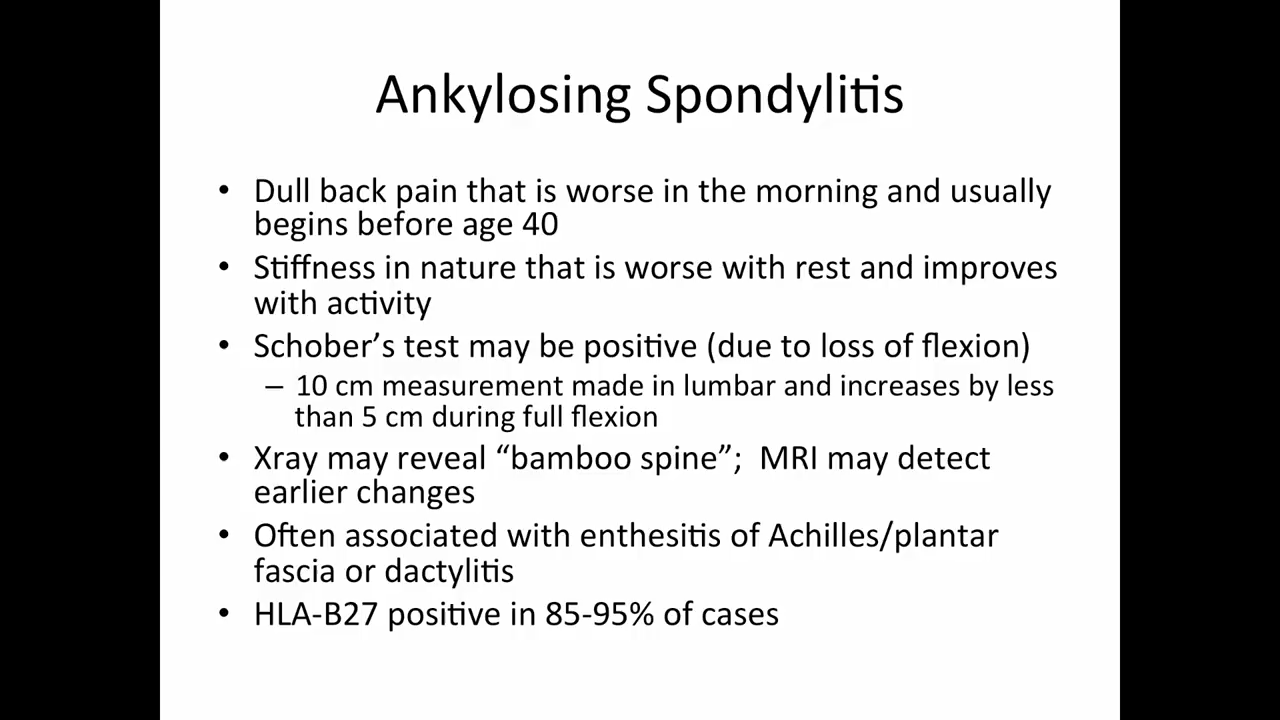 Ankylosing Spondylitis
• Dull back pain that is worse in the morning and usually
begins before age 40
• Stiffness in nature that is worse with rest and improves
with activity
• Schober’s test may be positive (due to loss of flexion)
– 10 cm measurement made in lumbar and increases by less
than 5 cm during full flexion
• Xray may reveal “bamboo spine”;  MRI may detect
earlier changes
• Often associated with enthesitis of Achilles/plantar
fascia or dactylitis
• HLA-B27 positive in 85-95% of cases